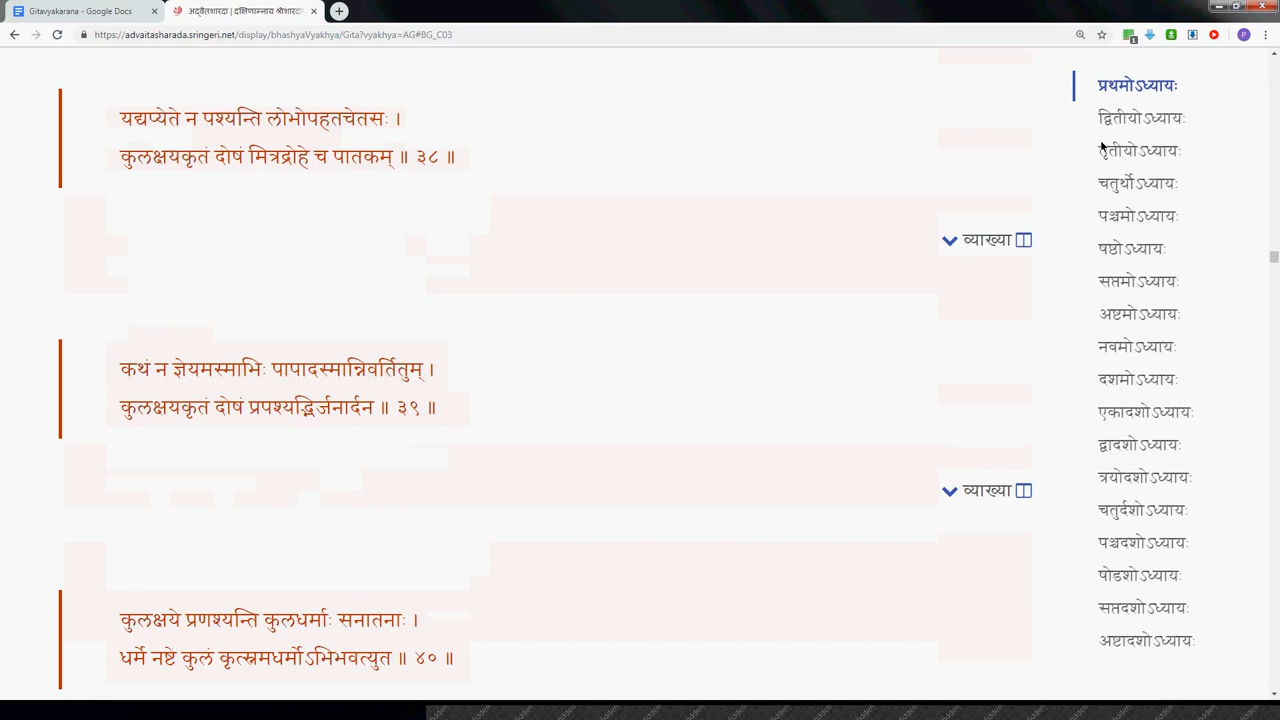 Gitavyakarana - Google Docs
अद्वैतशारदा | दक्षिणाम्नाय श्रीशारदा
https://advaitasharada.sringeri.net/display/bhashyaVyakhya/Gita?vyakhya=AG#BG_C03
यद्यप्येते न पश्यन्ति लोभोपहतचेतसः ।
कुलक्षयकृतं दोषं मित्रद्रोहे च पातकम् ॥ ३८ ॥
व्याख्या
कथं न ज्ञेयमस्माभिः पापादस्मान्निवर्तितुम् ।
कुलक्षयकृतं दोषं प्रपश्यद्भिर्जनार्दन ॥ ३९ ॥
व्याख्या
कुलक्षये प्रणश्यन्ति कुलधर्माः सनातनाः ।
धर्मे नष्टे कुलं कृत्स्नमधर्मोऽभिभवत्युत ॥ ४० ॥
प्रथमोऽध्यायः
द्वितीयोऽध्यायः
तृतीयोऽध्यायः
चतुर्थोऽध्यायः
पञ्चमोऽध्यायः
षष्ठोऽध्यायः
सप्तमोऽध्यायः
अष्टमोऽध्यायः
नवमोऽध्यायः
दशमोऽध्यायः
एकादशोऽध्यायः
द्वादशोऽध्यायः
त्रयोदशोऽध्यायः
चतुर्दशोऽध्यायः
पञ्चदशोऽध्यायः
षोडशोऽध्यायः
सप्तदशोऽध्यायः
अष्टादशोऽध्यायः